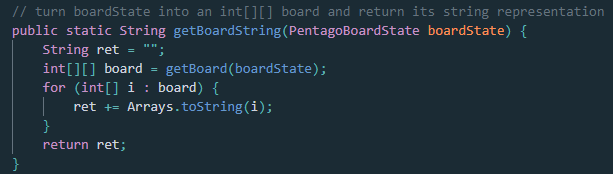 // turn boardState into an int[][] board and return its string representation
public static String getBoardString(PentagoBoardState boardState) {
    String ret = "";
    int[][] board = getBoard(boardState);
    for (int[] i : board) {
        ret += Arrays.toString(i);
    }
    return ret;
}